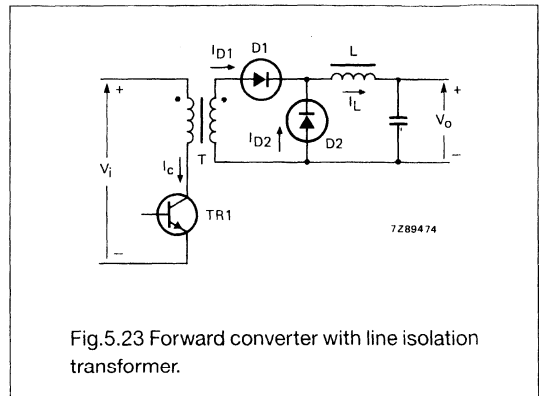 I_D1 D1 L
+ +
I_L
V_i T I_D2 D2 V_o
I_c
− TR1 −
7Z89474
Fig.5.23 Forward converter with line isolation
transformer.